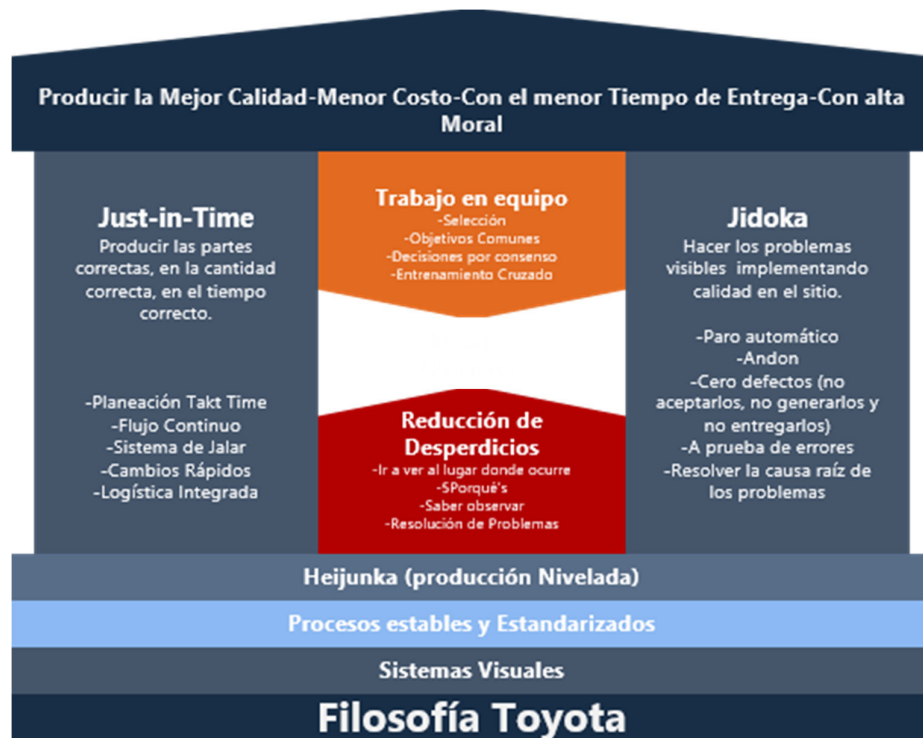 Producir la Mejor Calidad-Menor Costo-Con el menor Tiempo de Entrega-Con alta
Moral
Just-in-Time
Producir las partes
correctas, en la cantidad
correcta, en el tiempo
correcto.
-Planeación Takt Time
-Flujo Continuo
-Sistema de Jalar
-Cambios Rápidos
-Logística Integrada
Trabajo en equipo
-Selección
-Objetivos Comunes
-Decisiones por consenso
-Entrenamiento Cruzado
Reducción de
Desperdicios
-Ir a ver al lugar donde ocurre
-5Porqué's
-Saber observar
-Resolución de Problemas
Jidoka
Hacer los problemas
visibles implementando
calidad en el sitio.
-Paro automático
-Andon
-Cero defectos (no
aceptarlos, no generarlos y
no entregarlos)
-A prueba de errores
-Resolver la causa raíz de
los problemas
Heijunka (producción Nivelada)
Procesos estables y Estandarizados
Sistemas Visuales
Filosofía Toyota